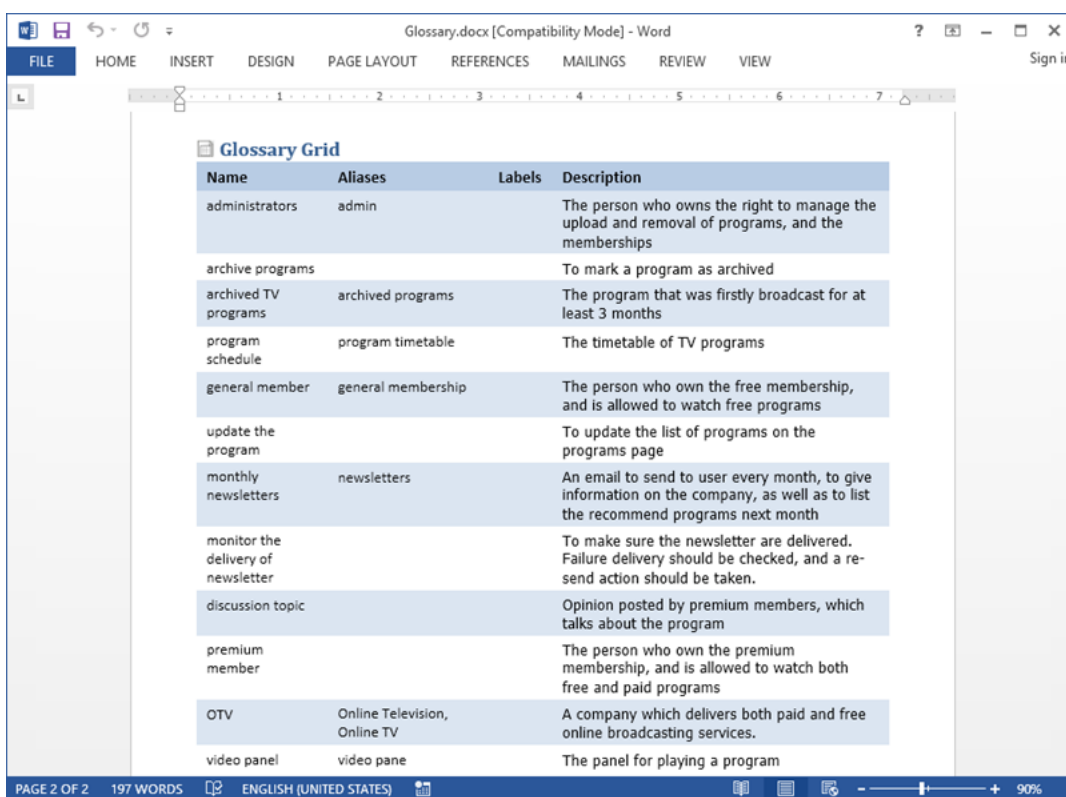 Glossary.docx [Compatibility Mode] - Word
?
FILE HOME INSERT DESIGN PAGE LAYOUT REFERENCES MAILINGS REVIEW VIEW Sign in
L
1 2 3 4 5 6 7
Glossary Grid
Name Aliases Labels Description
administrators admin The person who owns the right to manage the
upload and removal of programs, and the
memberships
archive programs To mark a program as archived
archived TV archived programs The program that was firstly broadcast for at
programs least 3 months
program program timetable The timetable of TV programs
schedule
general member general membership The person who own the free membership,
and is allowed to watch free programs
update the To update the list of programs on the
program programs page
monthly newsletters An email to send to user every month, to give
newsletters information on the company, as well as to list
the recommend programs next month
monitor the To make sure the newsletter are delivered.
delivery of Failure delivery should be checked, and a re-
newsletter send action should be taken.
discussion topic Opinion posted by premium members, which
talks about the program
premium The person who own the premium
member membership, and is allowed to watch both
free and paid programs
OTV Online Television, A company which delivers both paid and free
Online TV online broadcasting services.
video panel video pane The panel for playing a program
PAGE 2 OF 2 197 WORDS ENGLISH (UNITED STATES) 90%